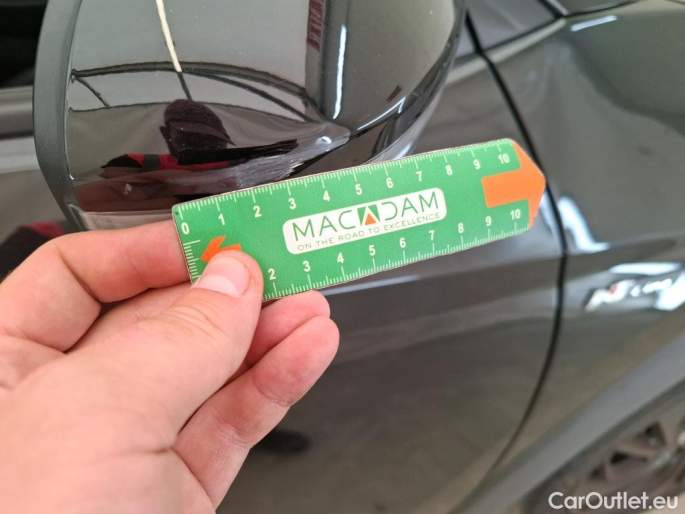 0 1 2 3 4 5 6 7 8 9 10
MACADAM
ON THE ROAD TO EXCELLENCE
0 2 3 4 5 6 7 8 9 10
CarOutlet.eu